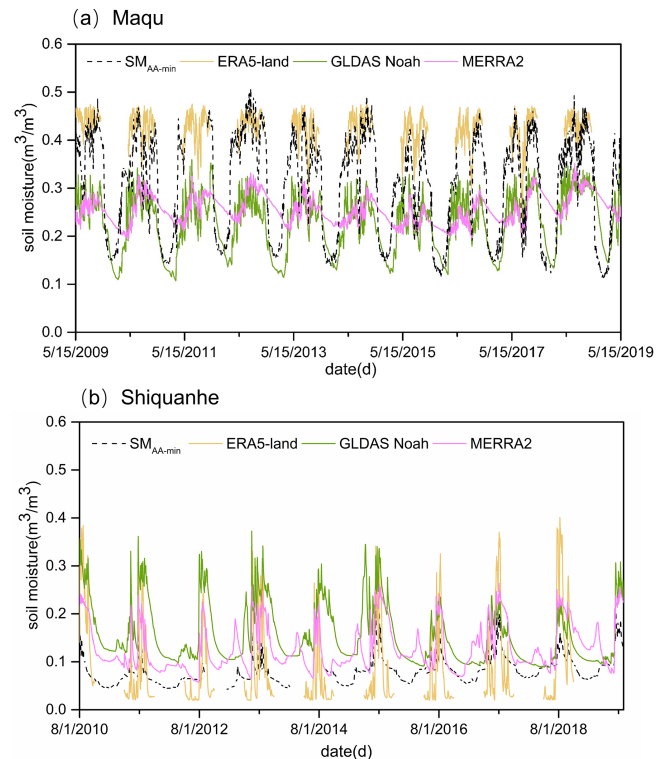 (a) Maqu
0.6
SM_AA-min ERA5-land GLDAS Noah MERRA2
0.5
0.4
0.3
0.2
0.1
0.0
soil moisture(m³/m³)
5/15/2009 5/15/2011 5/15/2013 5/15/2015 5/15/2017 5/15/2019
date(d)
(b) Shiquanhe
0.6
SM_AA-min ERA5-land GLDAS Noah MERRA2
0.5
0.4
0.3
0.2
0.1
0.0
soil moisture(m³/m³)
8/1/2010 8/1/2012 8/1/2014 8/1/2016 8/1/2018
date(d)